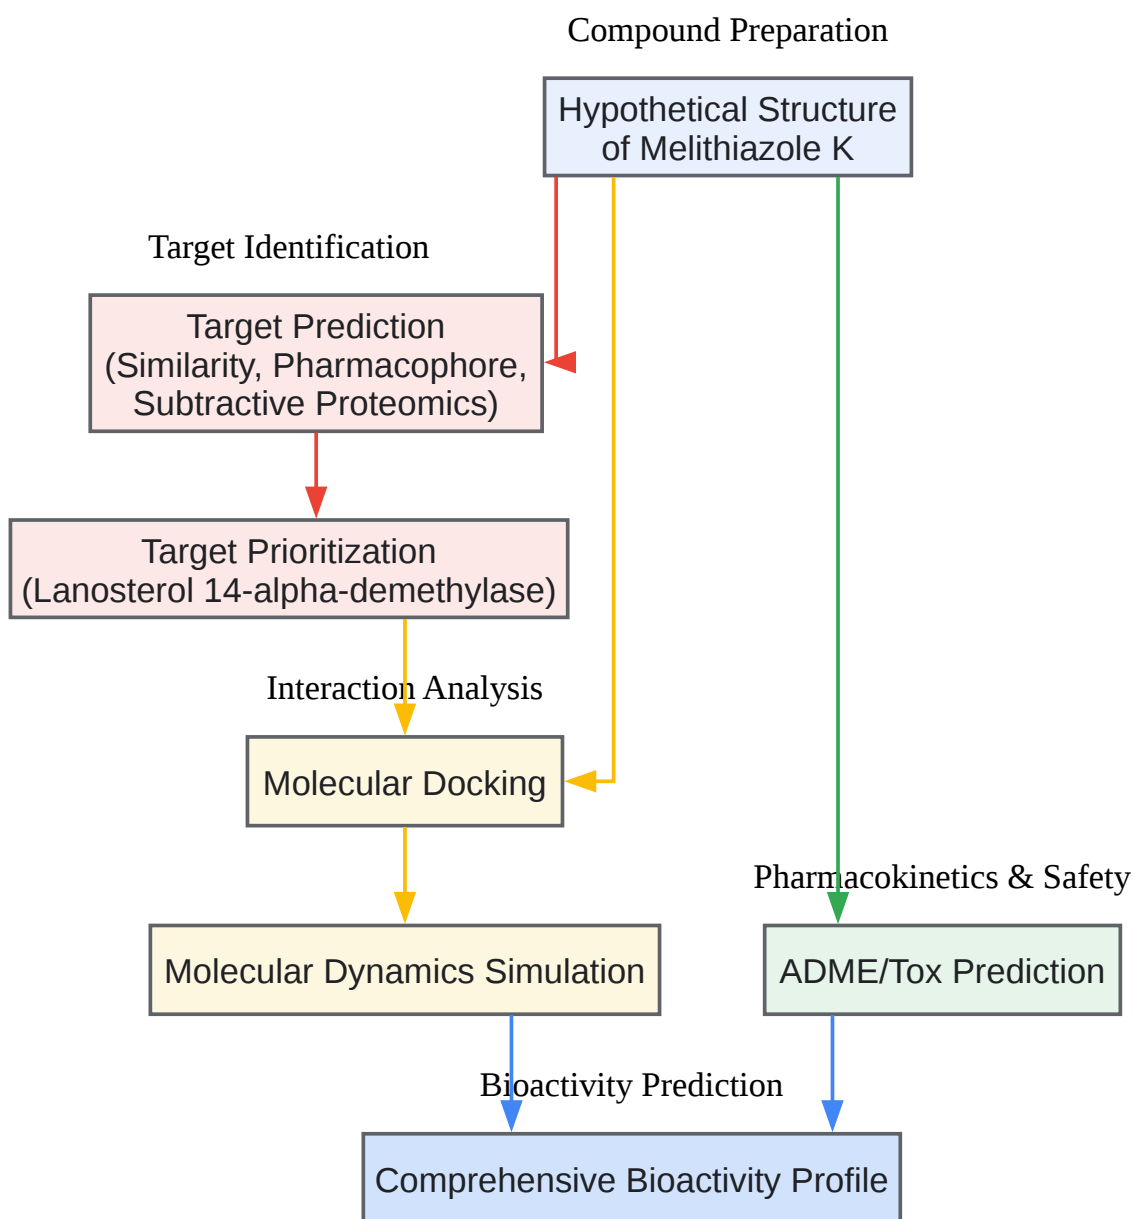 Compound Preparation
Hypothetical Structure
of Melithiazole K
Target Identification
Target Prediction
(Similarity, Pharmacophore,
Subtractive Proteomics)
Target Prioritization
(Lanosterol 14-alpha-demethylase)
Interaction Analysis
Molecular Docking
Molecular Dynamics Simulation
Pharmacokinetics & Safety
ADME/Tox Prediction
Bioactivity Prediction
Comprehensive Bioactivity Profile